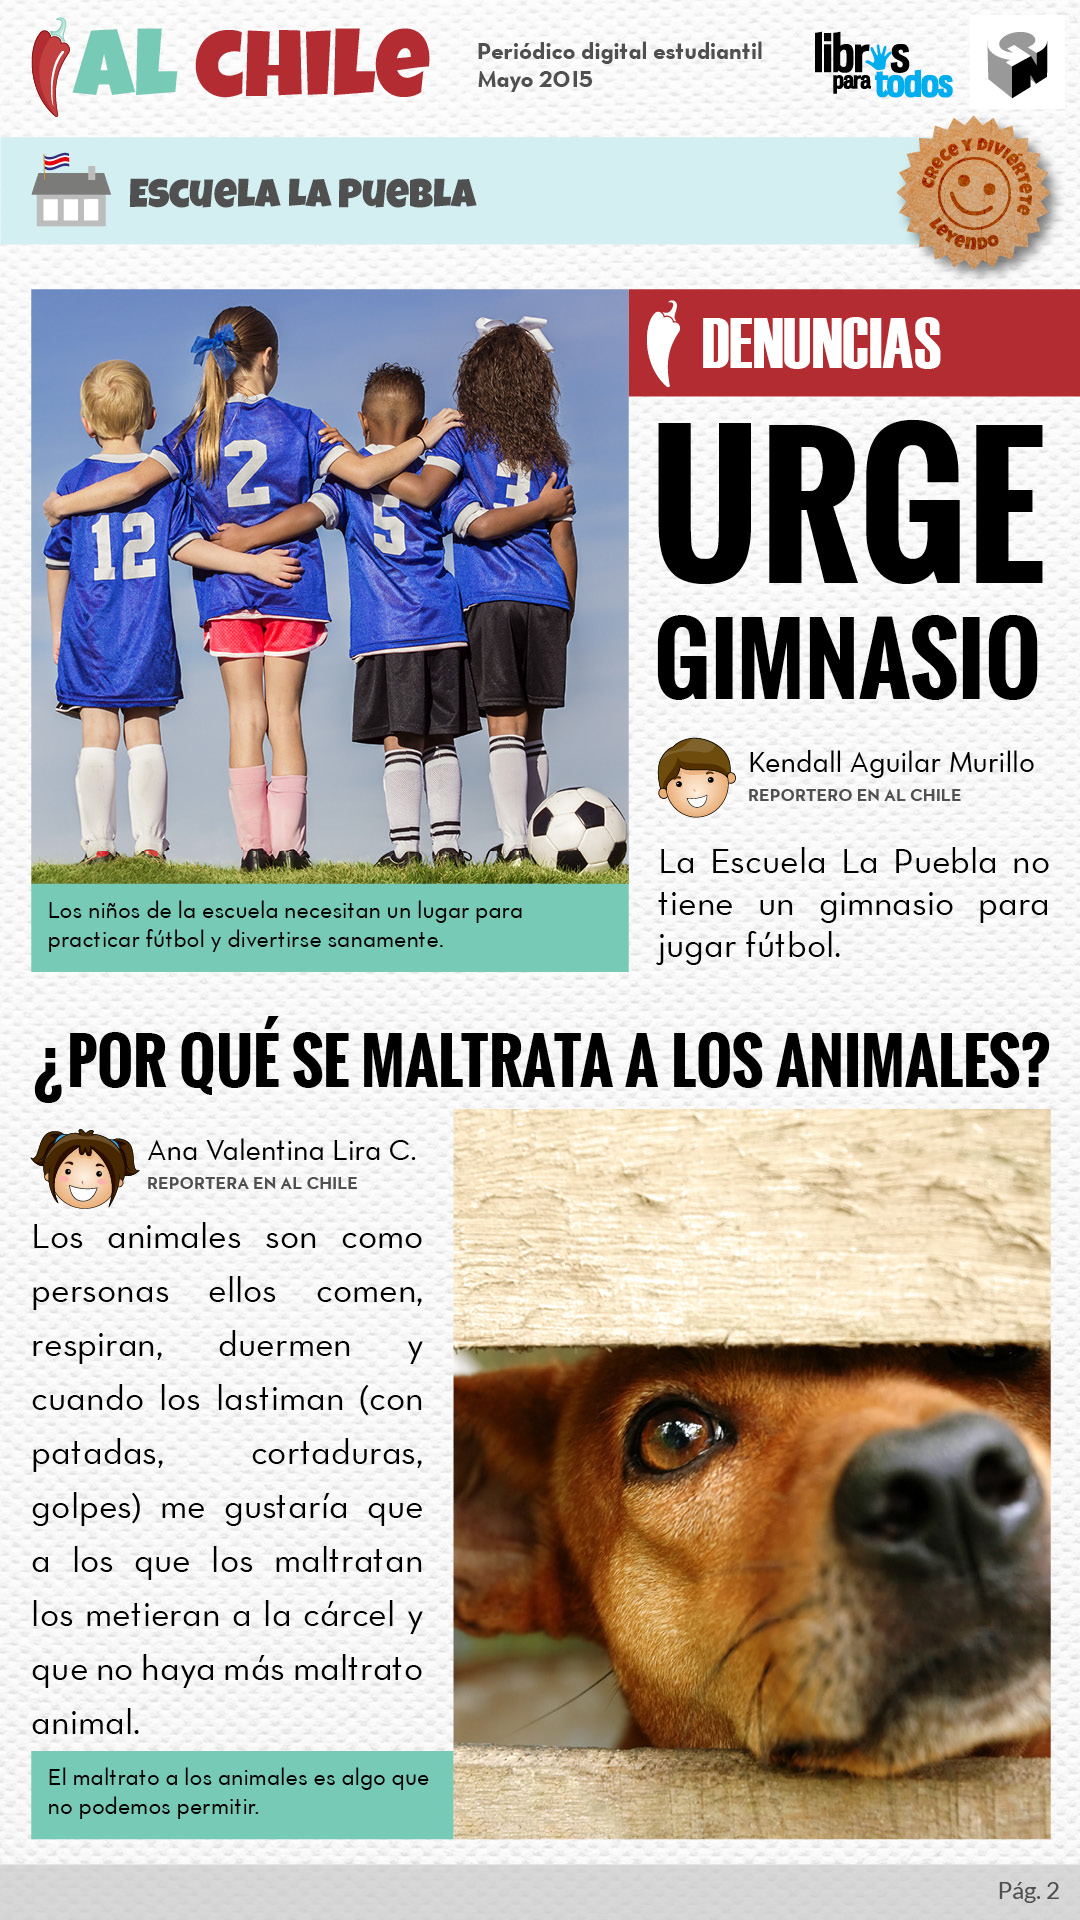 AL CHILE
Periódico digital estudiantil
Mayo 2015
libros
para todos
GN
ESCUELA LA PUEBLA
CRECE Y DIVIÉRTETE
LEYENDO
DENUNCIAS
12
2
5
3
URGE
GIMNASIO
Kendall Aguilar Murillo
REPORTERO EN AL CHILE
La Escuela La Puebla no
tiene un gimnasio para
jugar fútbol.
Los niños de la escuela necesitan un lugar para
practicar fútbol y divertirse sanamente.
¿POR QUÉ SE MALTRATA A LOS ANIMALES?
Ana Valentina Lira C.
REPORTERA EN AL CHILE
Los animales son como
personas ellos comen,
respiran, duermen y
cuando los lastiman (con
patadas, cortaduras,
golpes) me gustaría que
a los que los maltratan
los metieran a la cárcel y
que no haya más maltrato
animal.
El maltrato a los animales es algo que
no podemos permitir.
Pág. 2